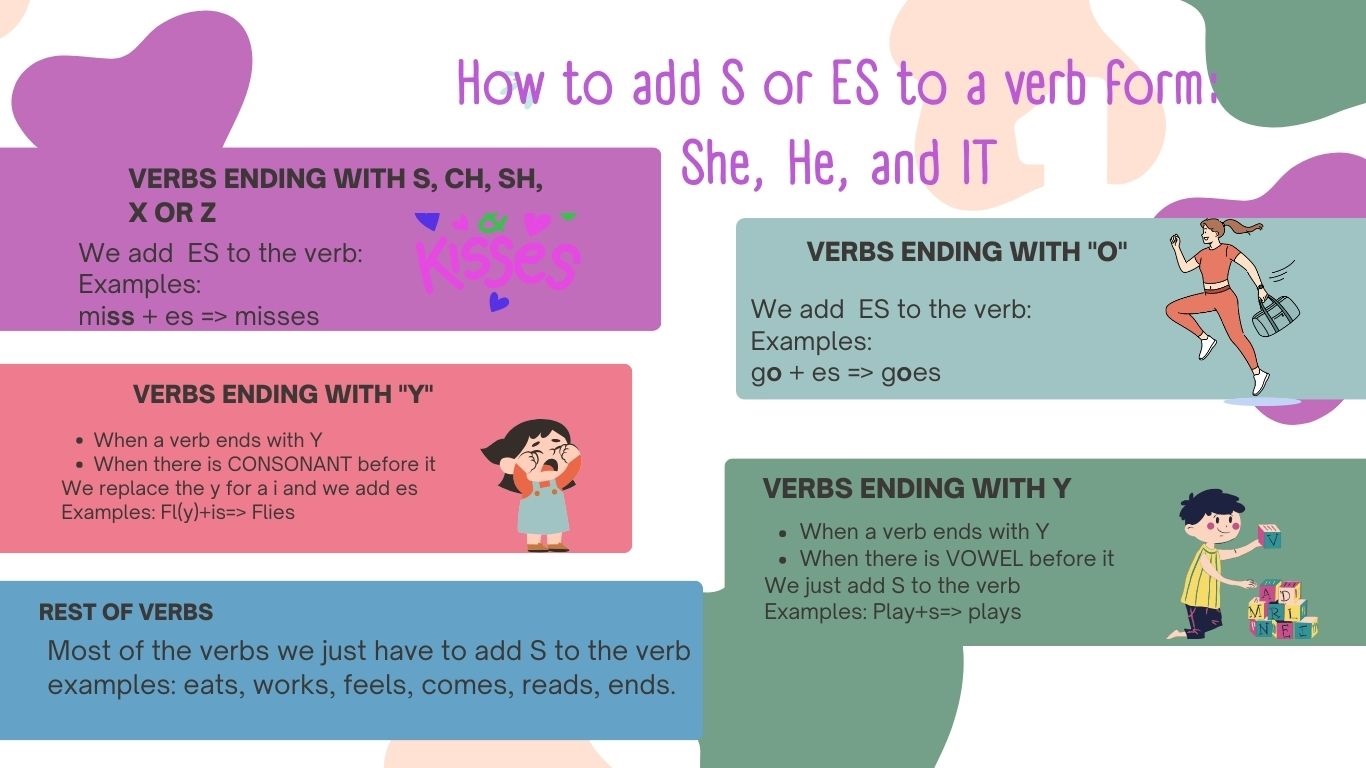 How to add S or ES to a verb form:
She, He, and IT
VERBS ENDING WITH S, CH, SH,
X OR Z
We add  ES to the verb:
Examples:
miss + es => misses
& 
Kisses
VERBS ENDING WITH "O"
We add  ES to the verb:
Examples:
go + es => goes
VERBS ENDING WITH "Y"
When a verb ends with Y
When there is CONSONANT before it
We replace the y for a i and we add es
Examples: Fl(y)+is=> Flies
VERBS ENDING WITH Y
When a verb ends with Y
When there is VOWEL before it
We just add S to the verb
Examples: Play+s=> plays
V
A D
M R L
N E I
REST OF VERBS
Most of the verbs we just have to add S to the verb
examples: eats, works, feels, comes, reads, ends.